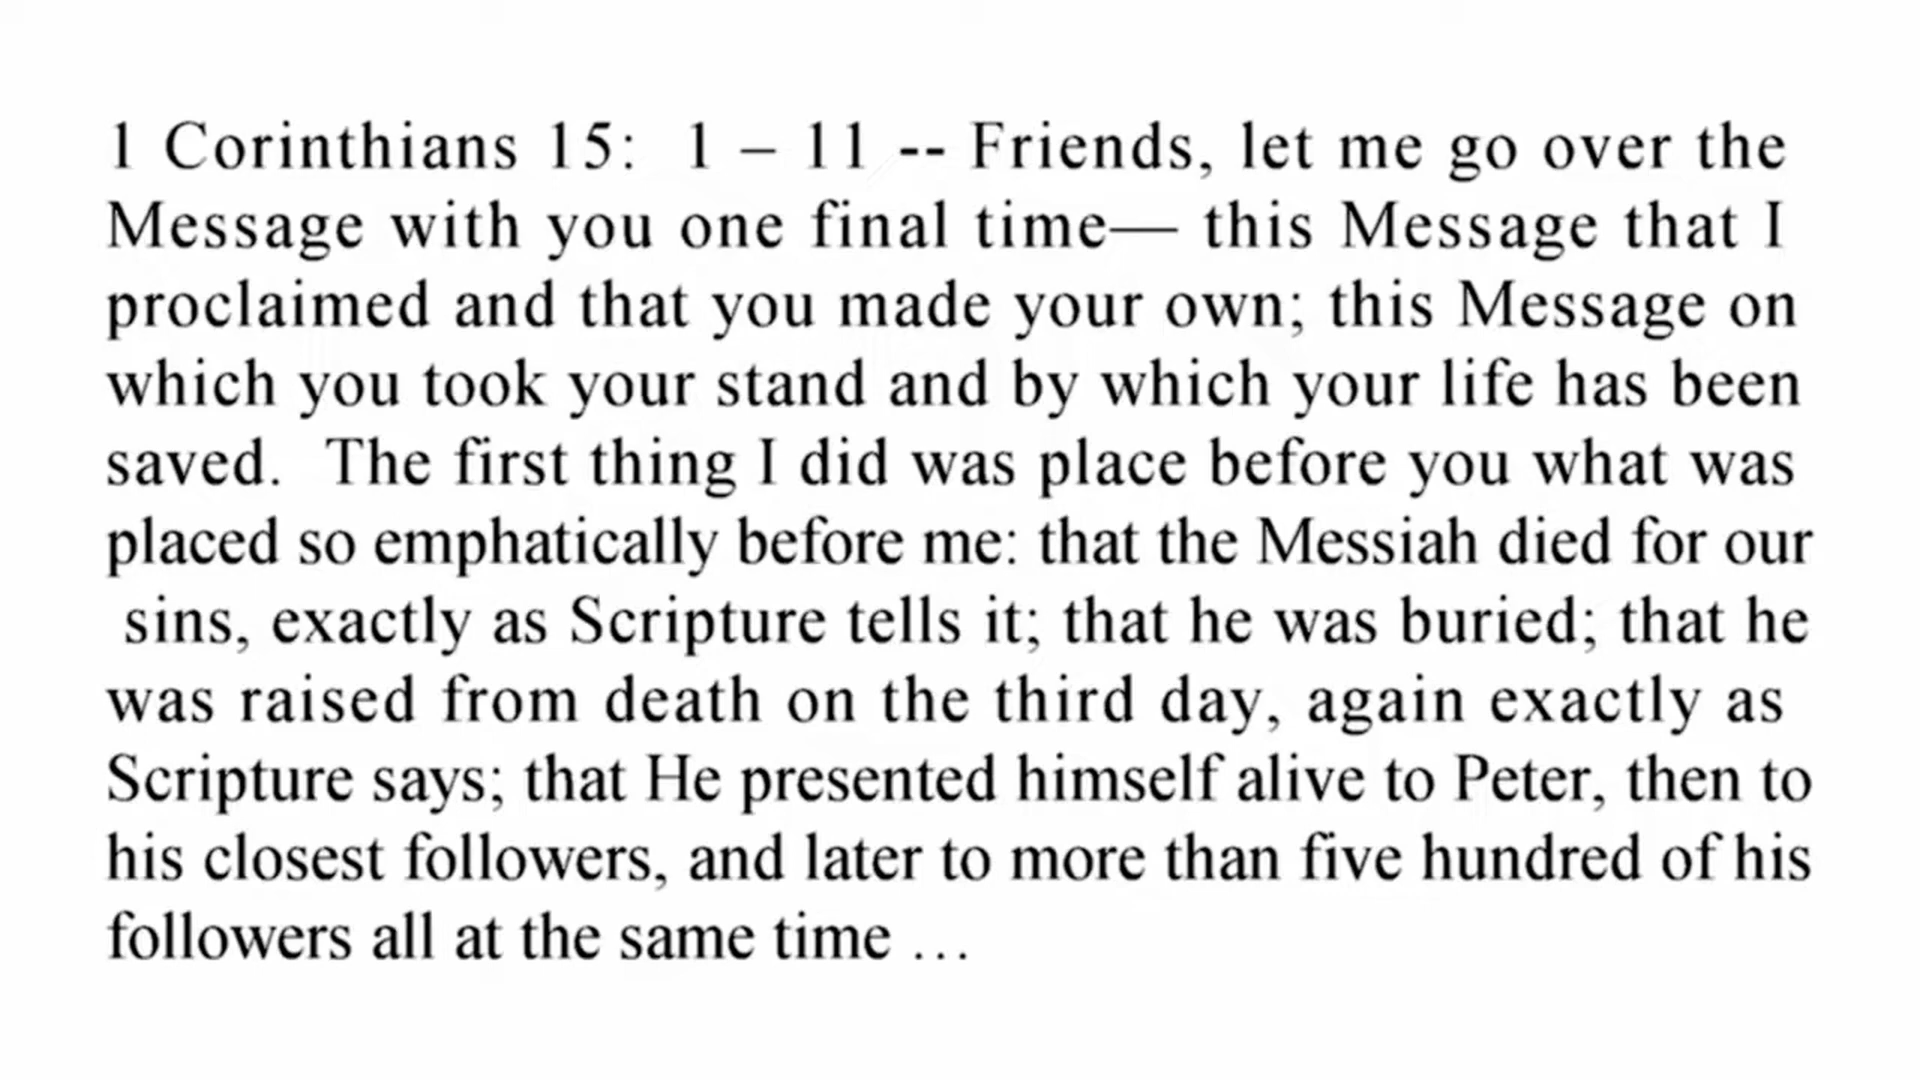 1 Corinthians 15:  1 – 11 -- Friends, let me go over the
Message with you one final time— this Message that I
proclaimed and that you made your own; this Message on
which you took your stand and by which your life has been
saved.  The first thing I did was place before you what was
placed so emphatically before me: that the Messiah died for our
sins, exactly as Scripture tells it; that he was buried; that he
was raised from death on the third day, again exactly as
Scripture says; that He presented himself alive to Peter, then to
his closest followers, and later to more than five hundred of his
followers all at the same time …